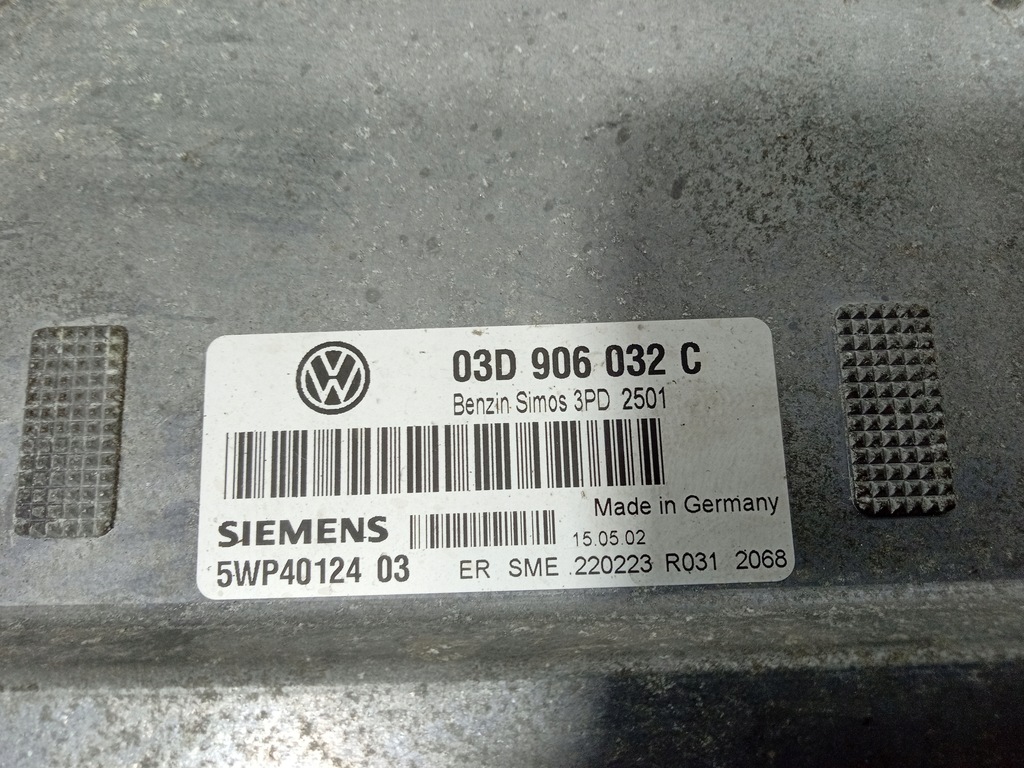 03D 906 032 C
Benzin Simos 3PD 2501
Made in Germany
SIEMENS
15.05.02
5WP40124 03 ER SME 220223 R031 2068